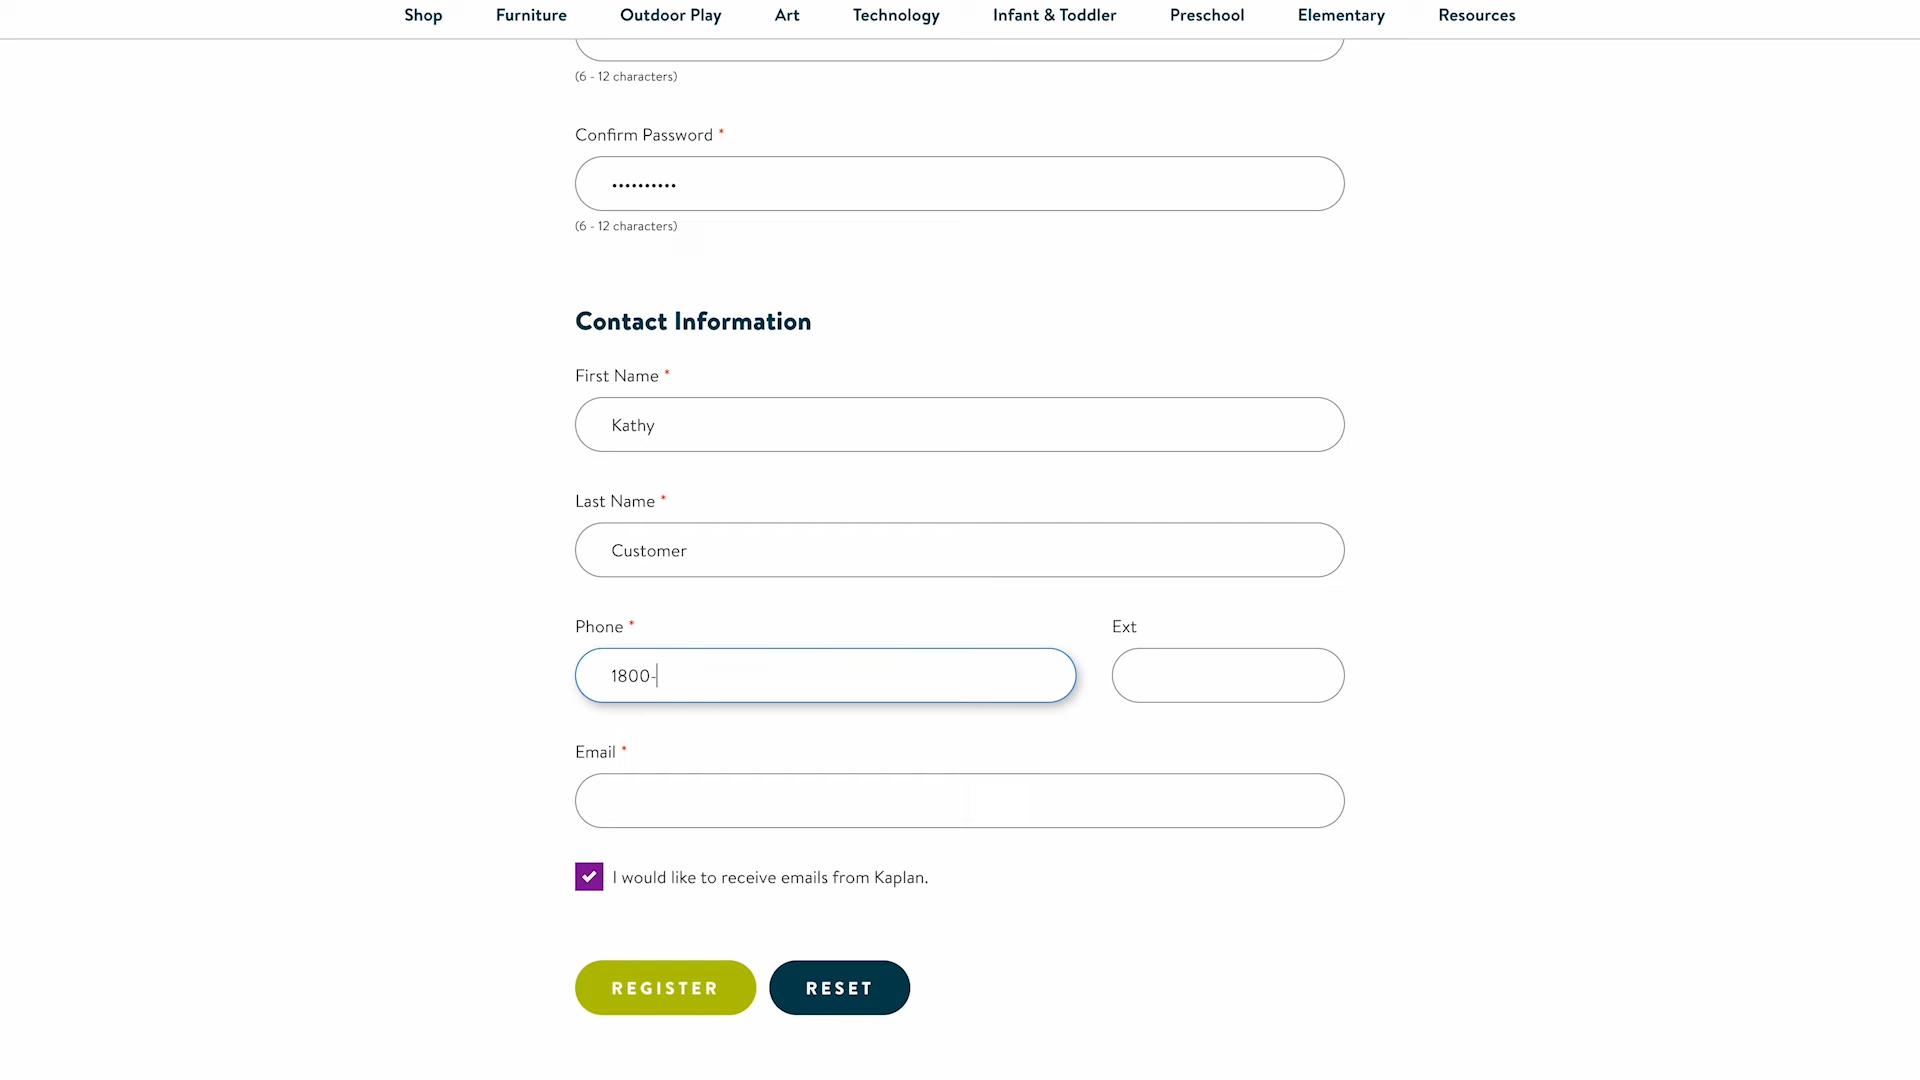 Shop Furniture Outdoor Play Art Technology Infant & Toddler Preschool Elementary Resources
(6 - 12 characters)
Confirm Password *
••••••••••
(6 - 12 characters)
Contact Information
First Name *
Kathy
Last Name *
Customer
Phone * Ext
1800-
Email *
I would like to receive emails from Kaplan.
REGISTER RESET